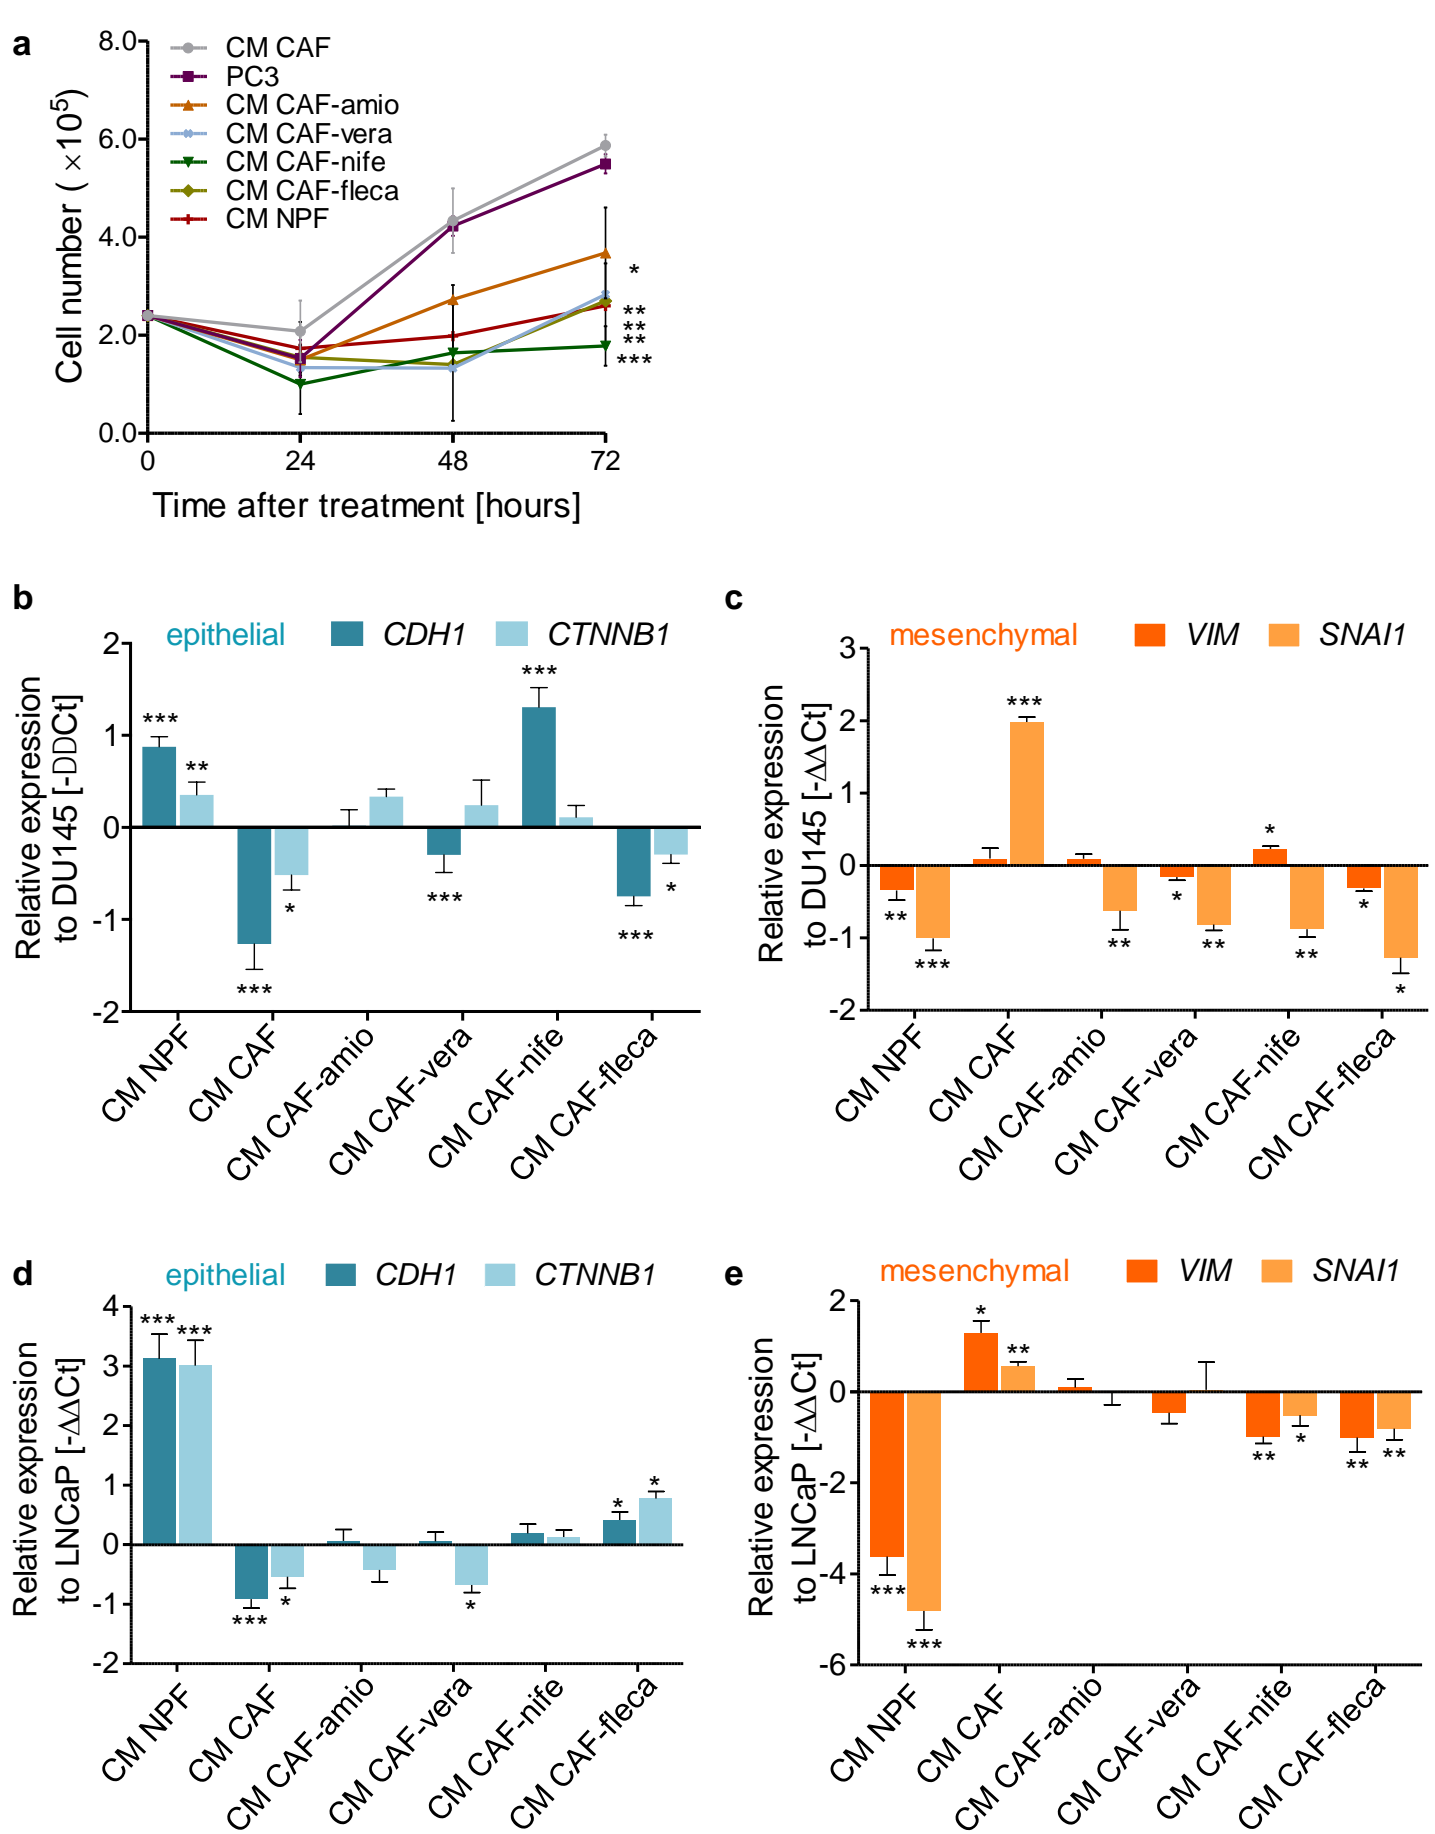 a
8.0
6.0
4.0
2.0
0.0
Cell number ( ×10⁵)
CM CAF
PC3
CM CAF-amio
CM CAF-vera
CM CAF-nife
CM CAF-fleca
CM NPF
*
**
**
**
***
0 24 48 72
Time after treatment [hours]
b
epithelial CDH1 CTNNB1
Relative expression
to DU145 [-DDCt]
2
1
0
-1
-2
*** ** *** * *** *** *** *
CM NPF
CM CAF
CM CAF-amio
CM CAF-vera
CM CAF-nife
CM CAF-fleca
c
mesenchymal VIM SNAI1
Relative expression
to DU145 [-ΔΔCt]
3
2
1
0
-1
-2
** *** *** ** * ** * ** * *
CM NPF
CM CAF
CM CAF-amio
CM CAF-vera
CM CAF-nife
CM CAF-fleca
d
epithelial CDH1 CTNNB1
Relative expression
to LNCaP [-ΔΔCt]
4
3
2
1
0
-1
-2
*** *** *** * * * *
CM NPF
CM CAF
CM CAF-amio
CM CAF-vera
CM CAF-nife
CM CAF-fleca
e
mesenchymal VIM SNAI1
Relative expression
to LNCaP [-ΔΔCt]
2
0
-2
-4
-6
*** *** * ** ** * ** **
CM NPF
CM CAF
CM CAF-amio
CM CAF-vera
CM CAF-nife
CM CAF-fleca